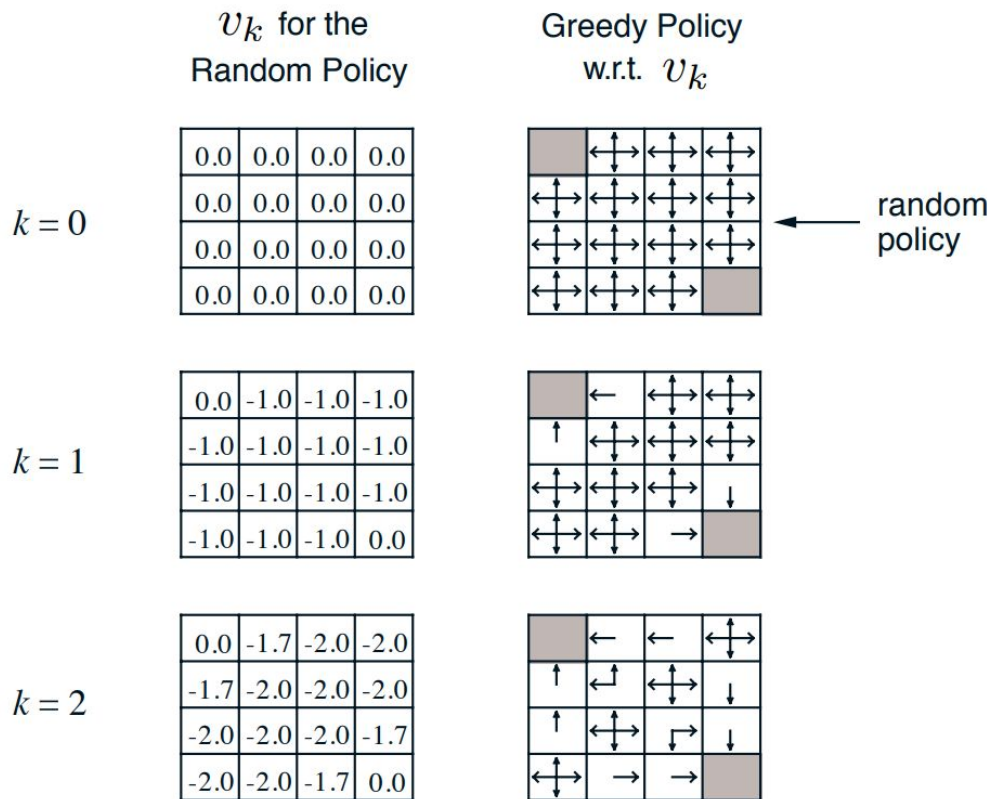 v_k for the
Random Policy
Greedy Policy
w.r.t. v_k
k = 0
0.0 0.0 0.0 0.0
0.0 0.0 0.0 0.0
0.0 0.0 0.0 0.0
0.0 0.0 0.0 0.0
random
policy
k = 1
0.0 -1.0 -1.0 -1.0
-1.0 -1.0 -1.0 -1.0
-1.0 -1.0 -1.0 -1.0
-1.0 -1.0 -1.0 0.0
k = 2
0.0 -1.7 -2.0 -2.0
-1.7 -2.0 -2.0 -2.0
-2.0 -2.0 -2.0 -1.7
-2.0 -2.0 -1.7 0.0